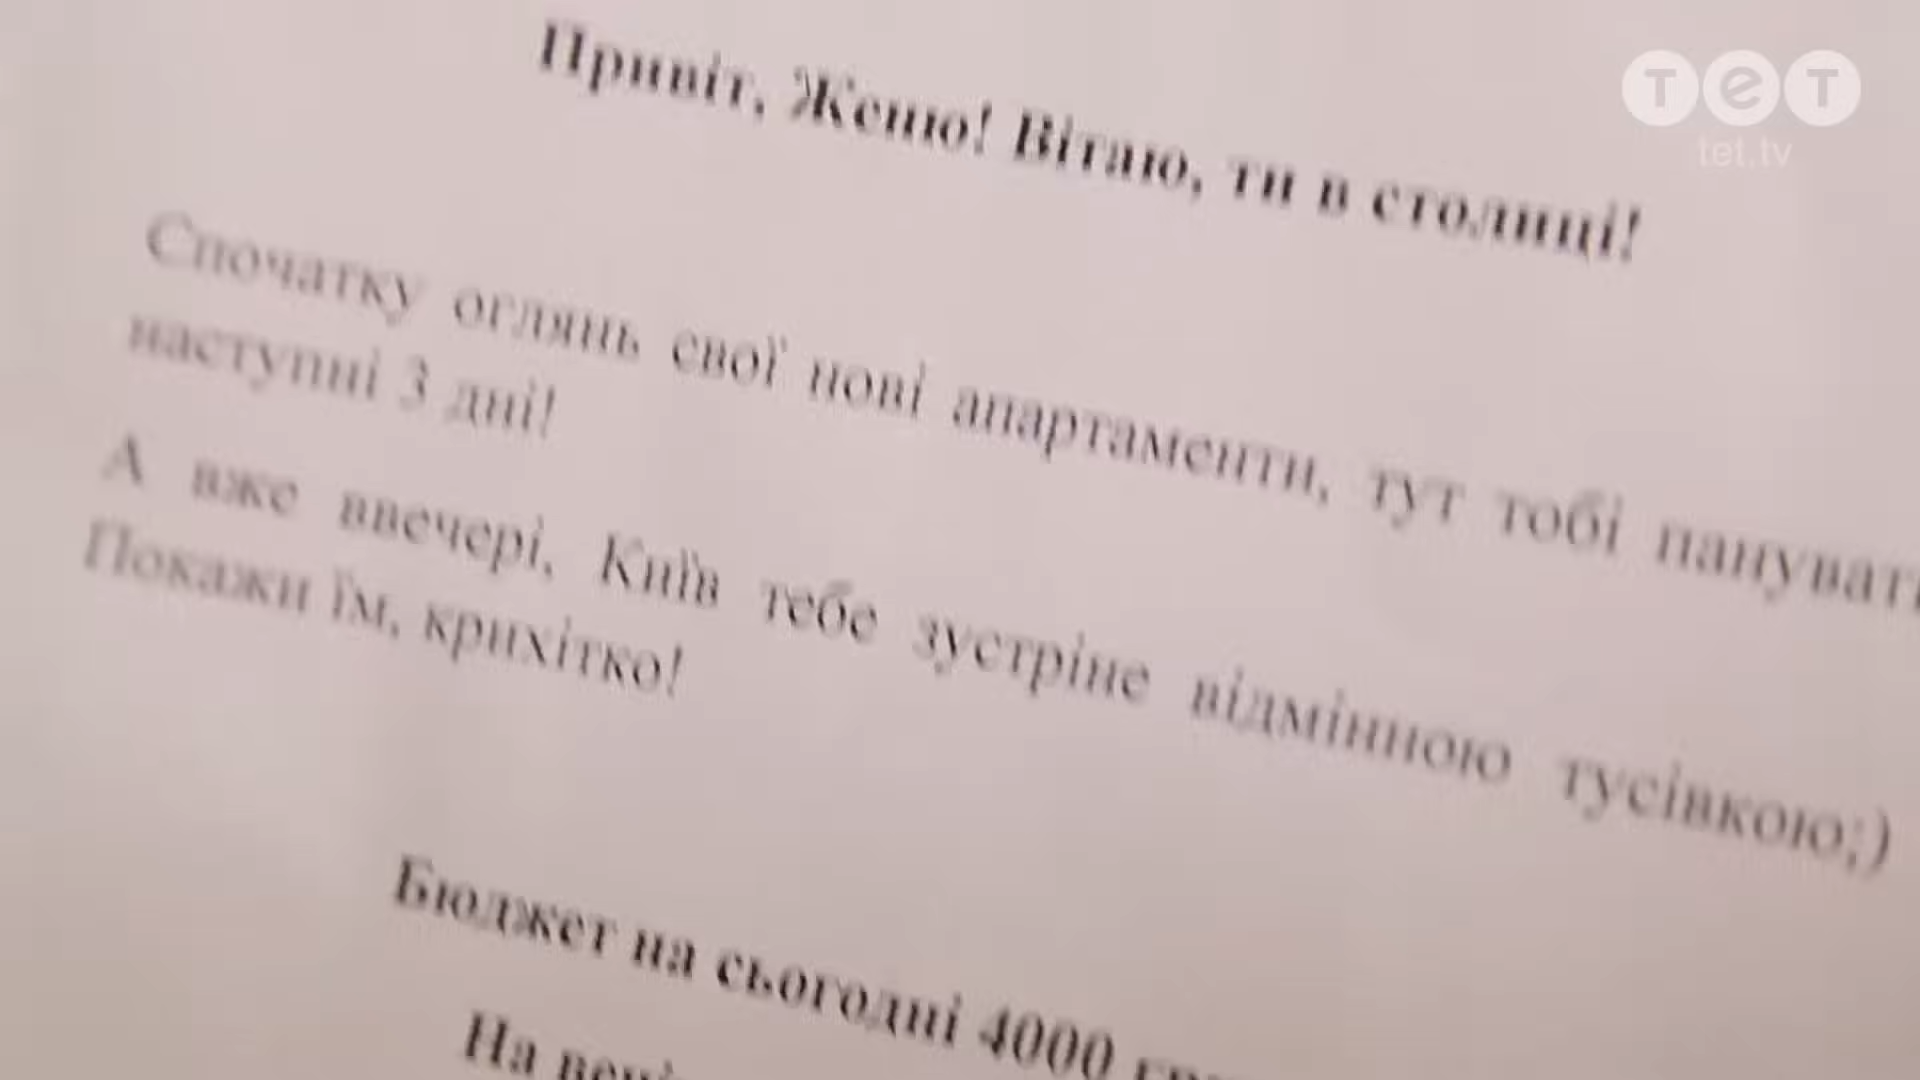 Привіт, Женю! Вітаю, ти в столиці!
Спочатку оглянь свої нові апартаменти, тут тобі панувати
наступні 3 дні!
А вже ввечері, Київ тебе зустріне відмінною тусівкою;)
Покажи їм, крихітко!
Бюджет на сьогодні 4000
На
тет
tet.tv